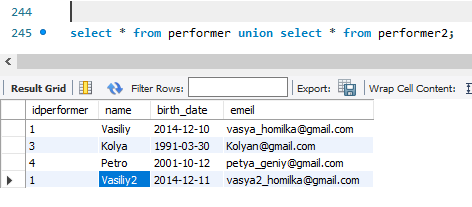 244
245 select * from performer union select * from performer2;
Result Grid Filter Rows: Export: Wrap Cell Content:
idperformer name birth_date emeil
1 Vasiliy 2014-12-10 vasya_homilka@gmail.com
3 Kolya 1991-03-30 Kolyan@gmail.com
4 Petro 2001-10-12 petya_geniy@gmail.com
1 Vasiliy2 2014-12-11 vasya2_homilka@gmail.com